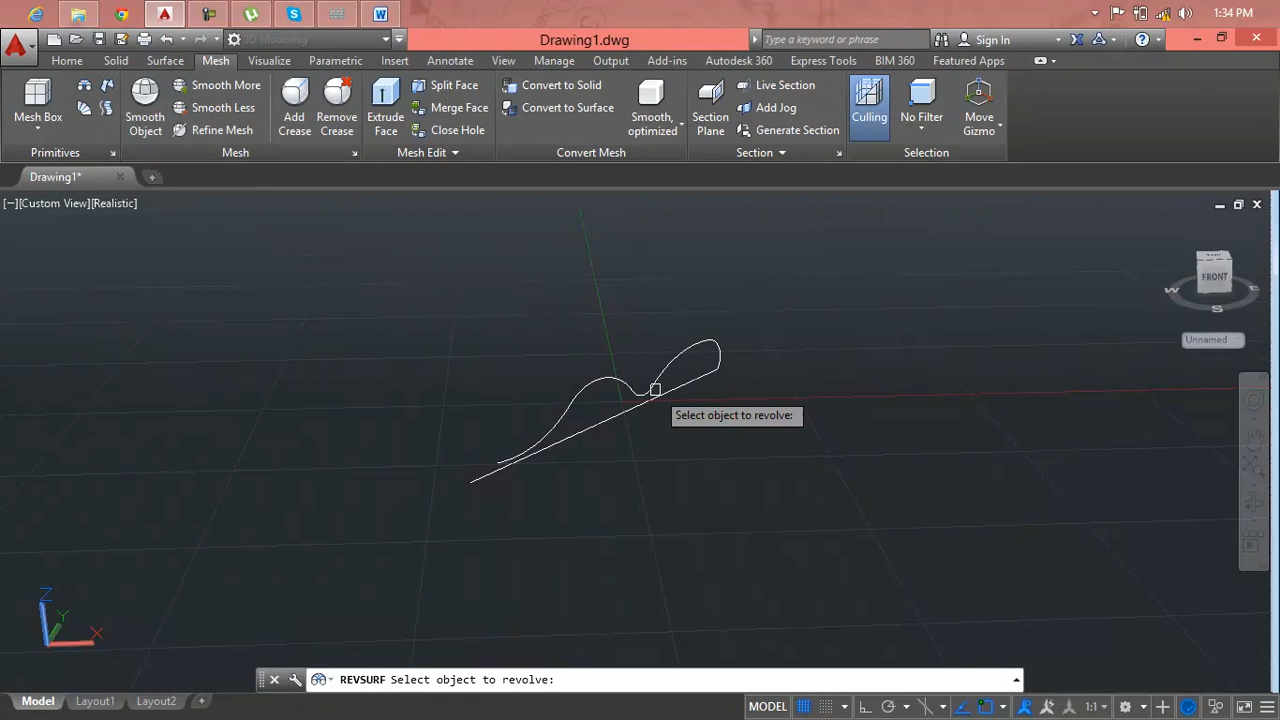 1:34 PM
3D Modeling
Drawing1.dwg
Type a keyword or phrase
Sign In
Home Solid Surface Mesh Visualize Parametric Insert Annotate View Manage Output Add-ins Autodesk 360 Express Tools BIM 360 Featured Apps
Mesh Box
Smooth Object
Smooth More
Smooth Less
Refine Mesh
Add Crease
Remove Crease
Extrude Face
Split Face
Merge Face
Close Hole
Convert to Solid
Convert to Surface
Smooth, optimized
Section Plane
Live Section
Add Jog
Generate Section
Culling
No Filter
Move Gizmo
Primitives Mesh Mesh Edit Convert Mesh Section Selection
Drawing1*
[−][Custom View][Realistic]
TOP
FRONT
W
S
E
Unnamed
Select object to revolve:
Z
Y
X
REVSURF Select object to revolve:
Model Layout1 Layout2
MODEL
1:1